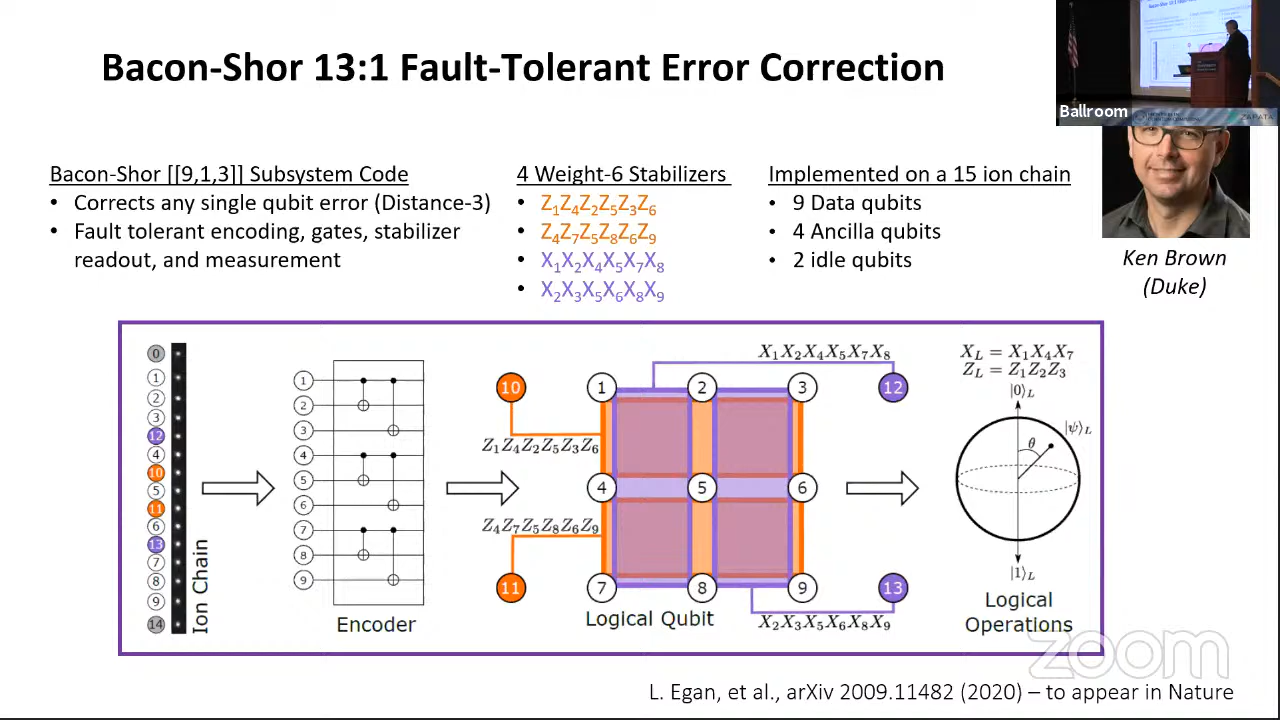 Bacon-Shor 13:1 Fault-Tolerant Error Correction
Ballroom
ZAPATA
Bacon-Shor [[9,1,3]] Subsystem Code
• Corrects any single qubit error (Distance-3)
• Fault tolerant encoding, gates, stabilizer
readout, and measurement
4 Weight-6 Stabilizers
• Z₁Z₄Z₂Z₅Z₃Z₆
• Z₄Z₇Z₅Z₈Z₆Z₉
• X₁X₂X₄X₅X₇X₈
• X₂X₃X₅X₆X₈X₉
Implemented on a 15 ion chain
• 9 Data qubits
• 4 Ancilla qubits
• 2 idle qubits
Ken Brown
(Duke)
0
1
2
3
12
4
10
5
11
6
13
7
8
9
14
Ion Chain
1
2
3
4
5
6
7
8
9
Encoder
X₁X₂X₄X₅X₇X₈
10 1 2 3 12
Z₁Z₄Z₂Z₅Z₃Z₆
4 5 6
Z₄Z₇Z₅Z₈Z₆Z₉
11 7 8 9 13
Logical Qubit
X₂X₃X₅X₆X₈X₉
X_L = X₁X₄X₇
Z_L = Z₁Z₂Z₃
|0⟩_L
|ψ⟩_L
θ
|1⟩_L
Logical
Operations
zoom
L. Egan, et al., arXiv 2009.11482 (2020) – to appear in Nature